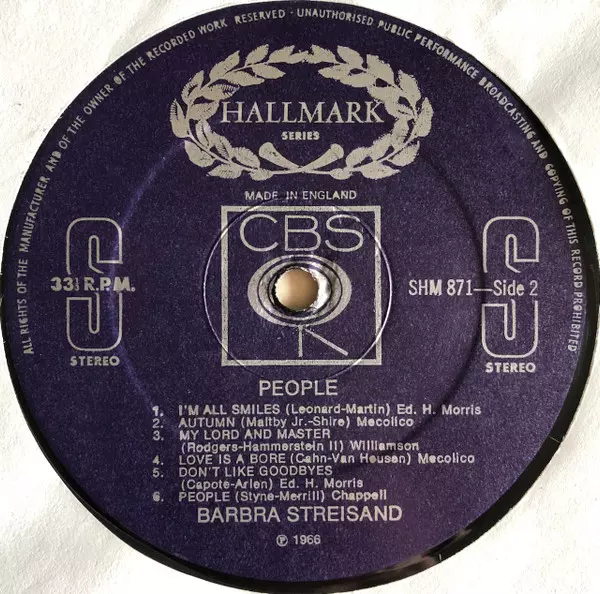 ALL RIGHTS OF THE MANUFACTURER AND OF THE OWNER OF THE RECORDED WORK RESERVED - UNAUTHORISED PUBLIC PERFORMANCE BROADCASTING AND COPYING OF THIS RECORD PROHIBITED
HALLMARK
SERIES
MADE IN ENGLAND
CBS
S
33⅓ R.P.M.
STEREO
SHM 871—Side 2
S
STEREO
PEOPLE
1. I'M ALL SMILES (Leonard-Martin) Ed. H. Morris
2. AUTUMN (Maltby Jr.-Shire) Mecolico
3. MY LORD AND MASTER
(Rodgers-Hammerstein II) Williamson
4. LOVE IS A BORE (Cahn-Van Heusen) Mecolico
5. DON'T LIKE GOODBYES
(Capote-Arlen) Ed. H. Morris
6. PEOPLE (Styne-Merrill) Chappell
BARBRA STREISAND
℗ 1966